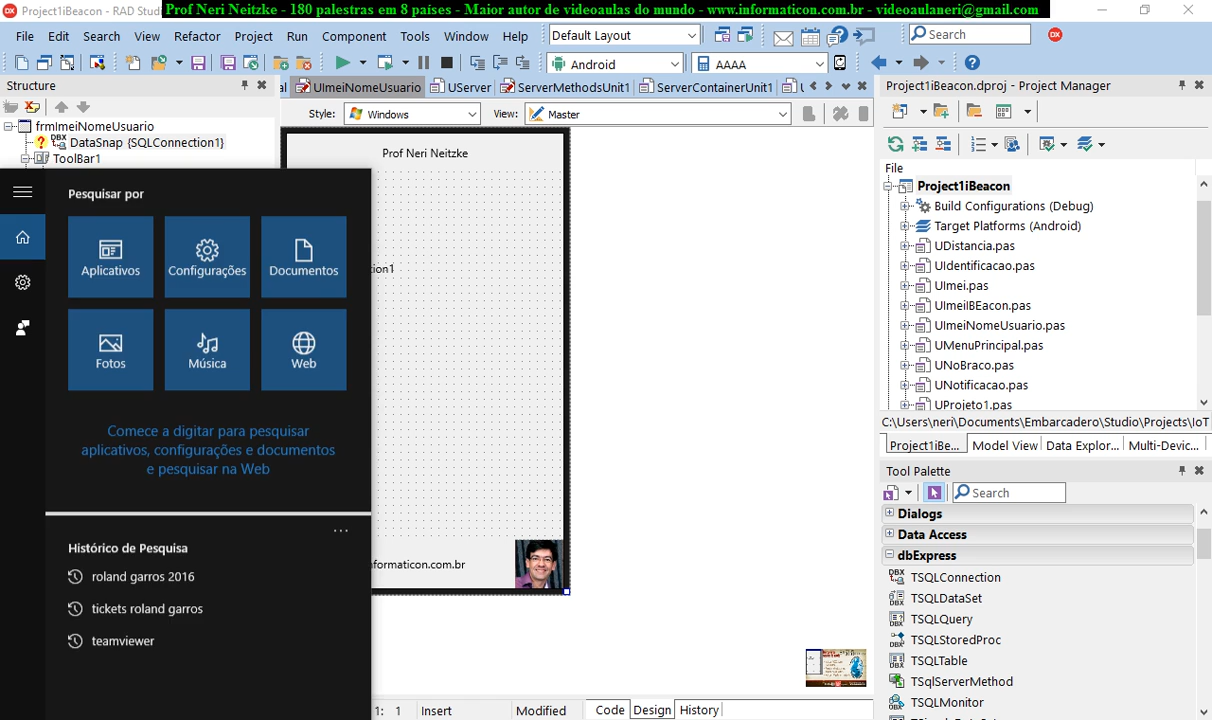 Prof Neri Neitzke - 180 palestras em 8 países - Maior autor de videoaulas do mundo - www.informaticon.com.br - videoaulaneri@gmail.com
Project1iBeacon - RAD Stu
File Edit Search View Refactor Project Run Component Tools Window Help
Default Layout
Search
Android
AAAA
Structure
frmImeiNomeUsuario
DataSnap {SQLConnection1}
ToolBar1
al
UImeiNomeUsuario
UServer
ServerMethodsUnit1
ServerContainerUnit1
U
Style:
Windows
View:
Master
Prof Neri Neitzke
tion1
nformaticon.com.br
Pesquisar por
Aplicativos
Configurações
Documentos
Fotos
Música
Web
Comece a digitar para pesquisar
aplicativos, configurações e documentos
e pesquisar na Web
...
Histórico de Pesquisa
roland garros 2016
tickets roland garros
teamviewer
1: 1
Insert
Modified
Code
Design
History
Project1iBeacon.dproj - Project Manager
File
Project1iBeacon
Build Configurations (Debug)
Target Platforms (Android)
UDistancia.pas
UIdentificacao.pas
UImei.pas
UImeiIBEacon.pas
UImeiNomeUsuario.pas
UMenuPrincipal.pas
UNoBraco.pas
UNotificacao.pas
UProjeto1.pas
C:\Users\neri\Documents\Embarcadero\Studio\Projects\IoT
Project1iBe...
Model View
Data Explor...
Multi-Devic...
Tool Palette
Search
Dialogs
Data Access
dbExpress
TSQLConnection
TSQLDataSet
TSQLQuery
TSQLStoredProc
TSQLTable
TSqlServerMethod
TSQLMonitor